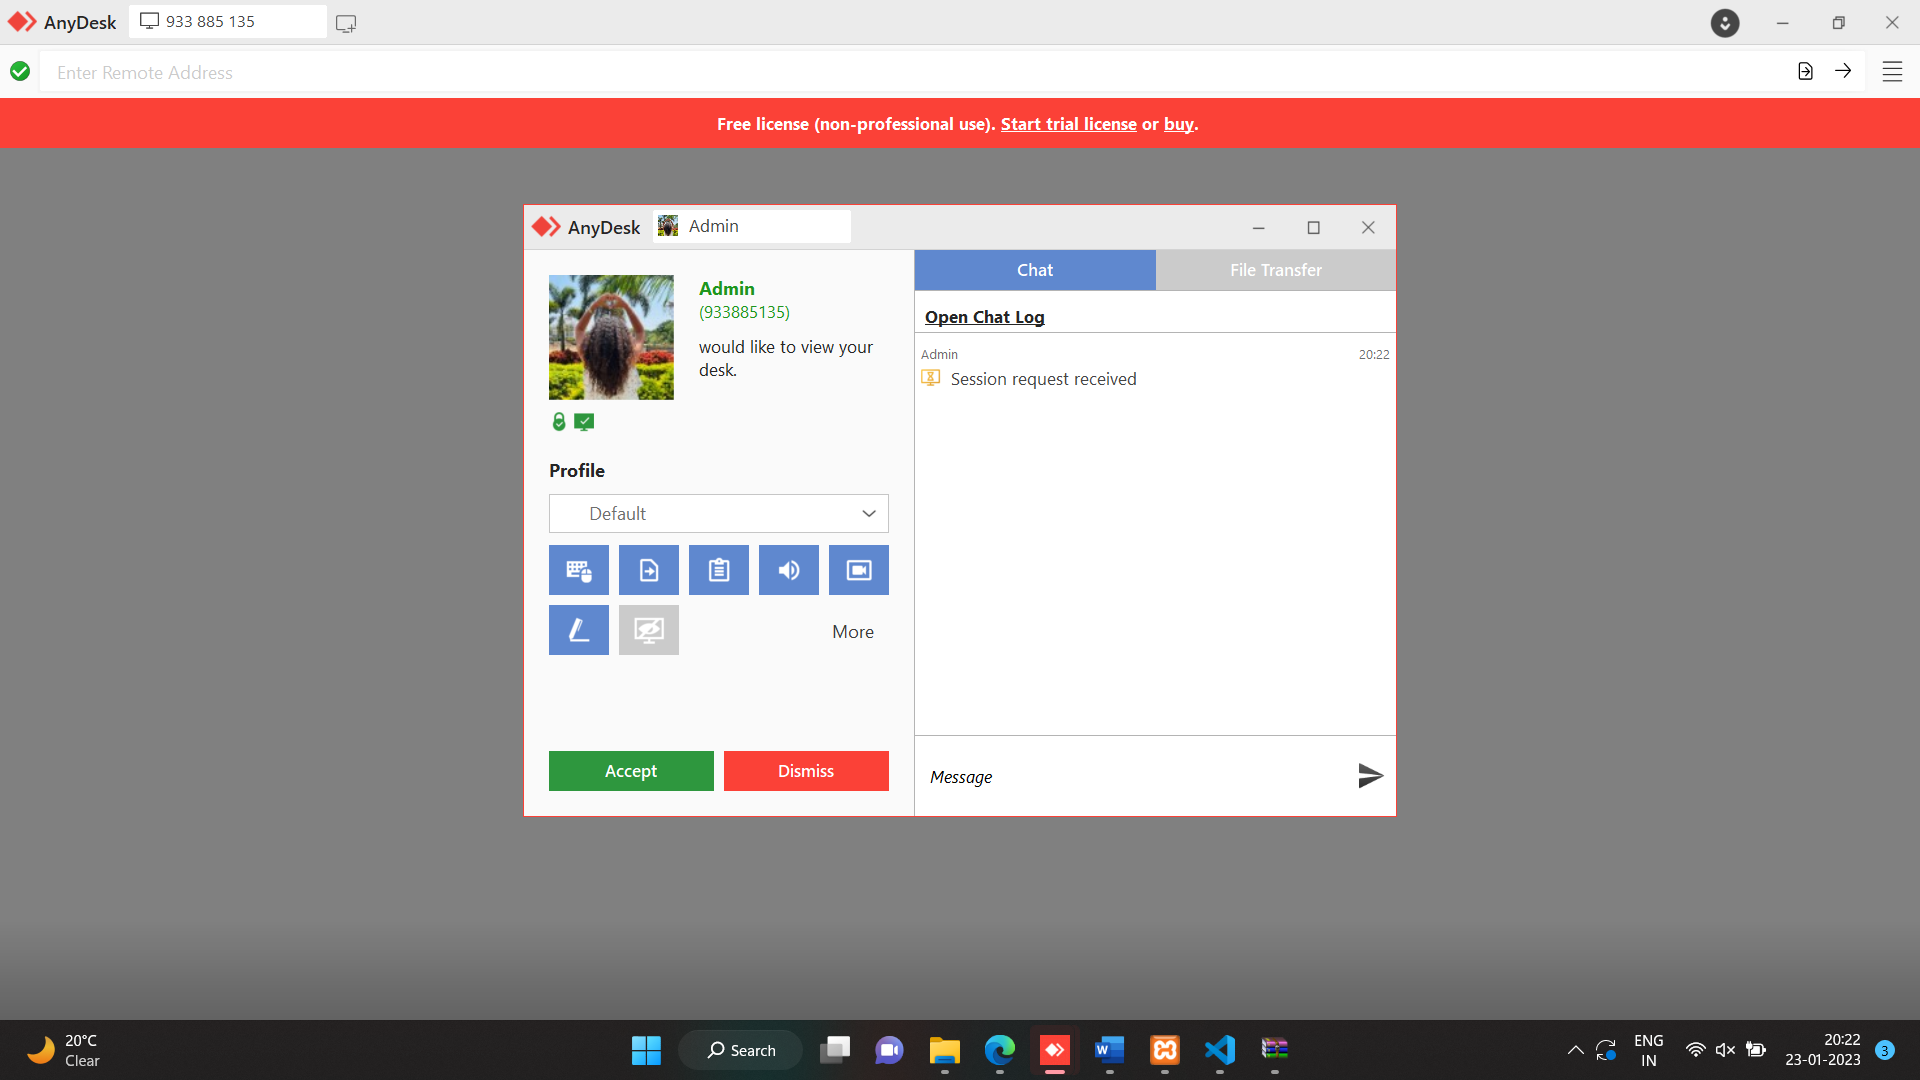 AnyDesk
933 885 135
Enter Remote Address
Free license (non-professional use). Start trial license or buy.
AnyDesk
Admin
Admin
(933885135)
would like to view your
desk.
Profile
Default
More
Accept
Dismiss
Chat
File Transfer
Open Chat Log
Admin
20:22
Session request received
Message
20°C
Clear
Search
ENG
IN
20:22
23-01-2023
3